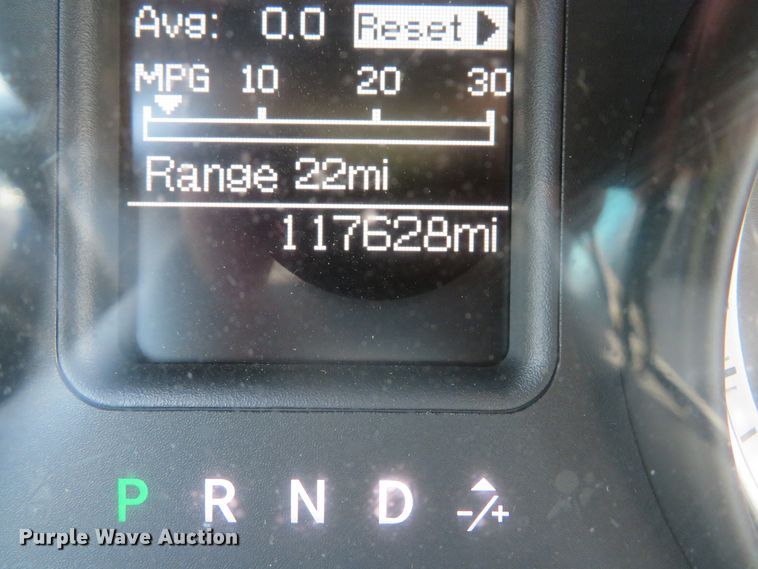 Avg: 0.0 Reset
MPG 10 20 30
Range 22mi
117628mi
P R N D -/+
Purple Wave Auction